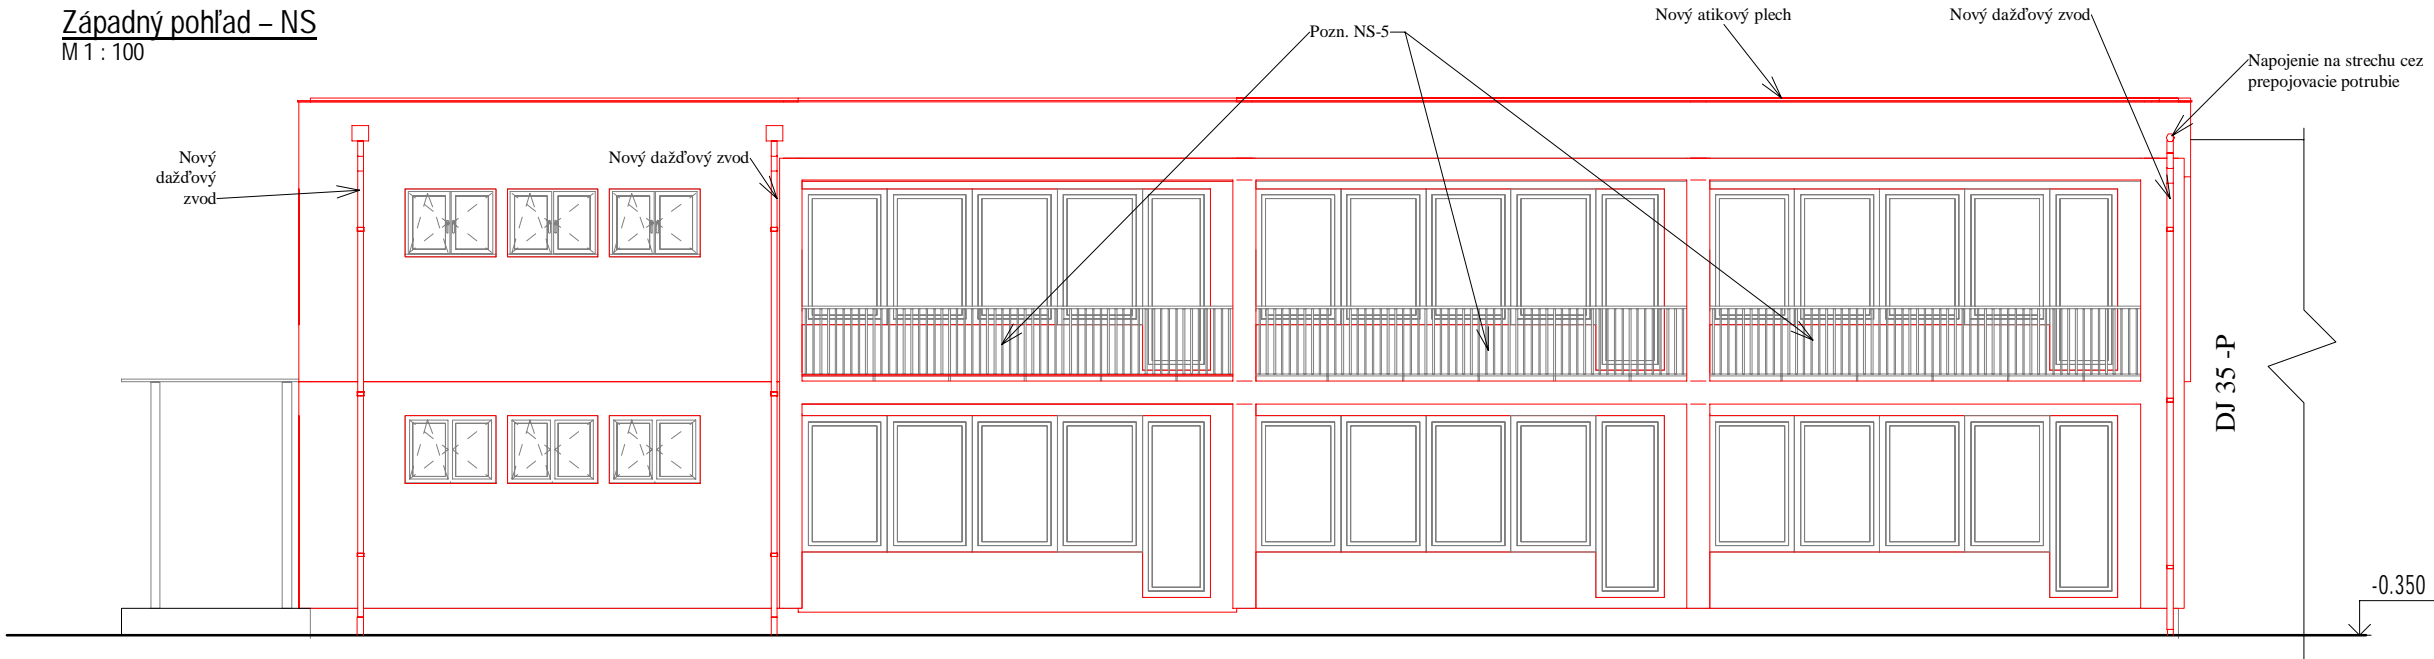 Západný pohľad – NS
M 1 : 100
Pozn. NS-5
Nový atikový plech
Nový dažďový zvod
Napojenie na strechu cez
prepojovacie potrubie
Nový
dažďový
zvod
Nový dažďový zvod
DJ 35 -P
-0.350